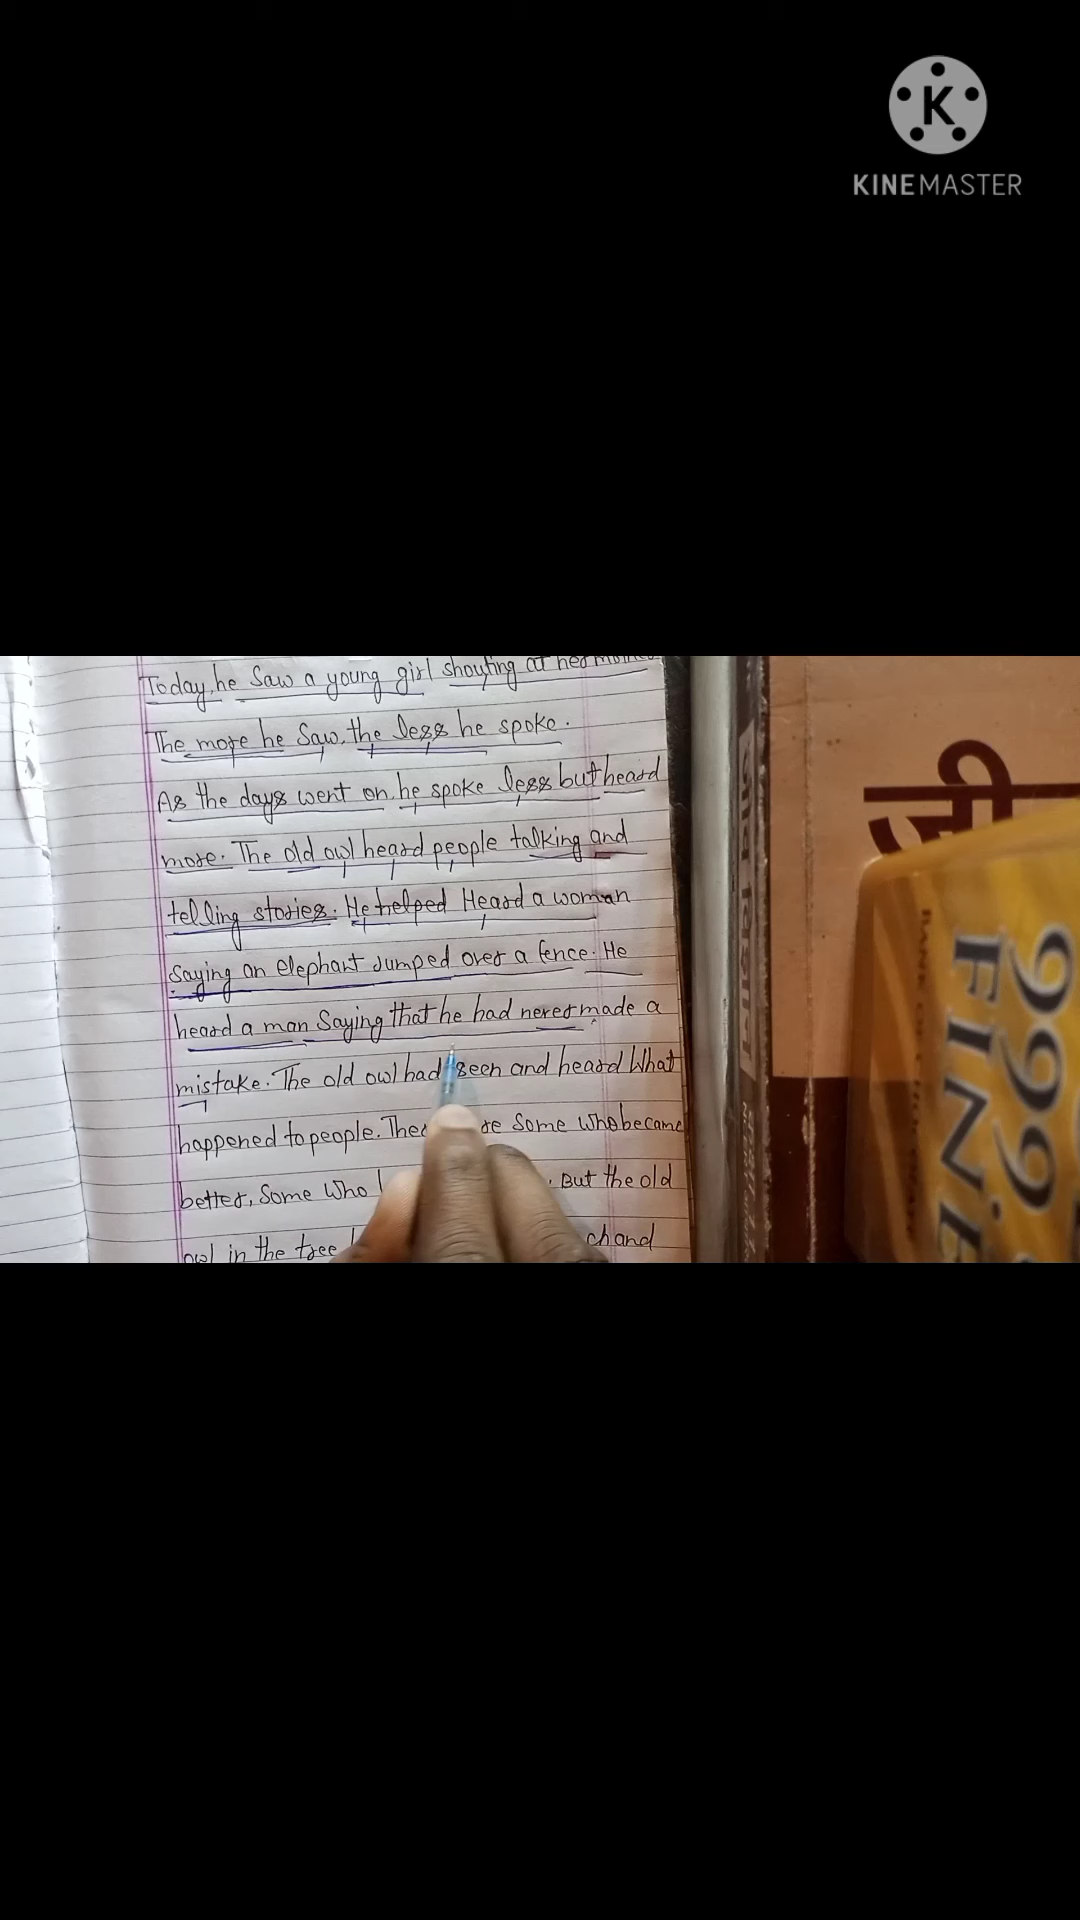 KINEMASTER
Today, he Saw a young girl shouting at her
The more he Saw, the less he spoke.
As the days went on, he spoke less but heard
more. The old owl heard people talking and
telling stories. He helped Heard a woman
Saying an elephant Jumped over a fence. He
heard a man Saying that he had never made a
mistake. The old owl had seen and heard What
happened to people. Some Who became
better, Some Who But the old
owl in the tree and
जी
999.
FINE